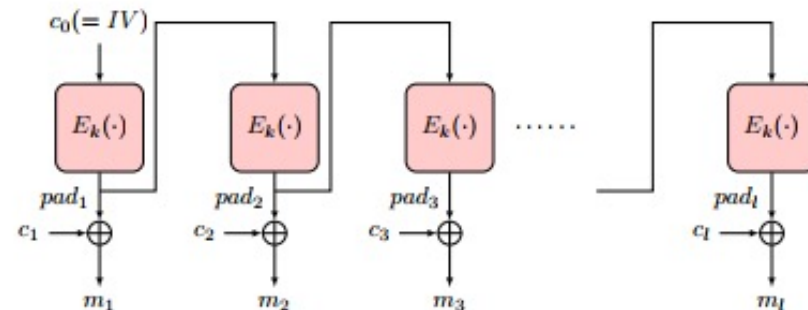 c₀(= IV)
Eₖ(·) Eₖ(·) Eₖ(·) ······ Eₖ(·)
pad₁ pad₂ pad₃ padₗ
c₁ c₂ c₃ cₗ
m₁ m₂ m₃ mₗ